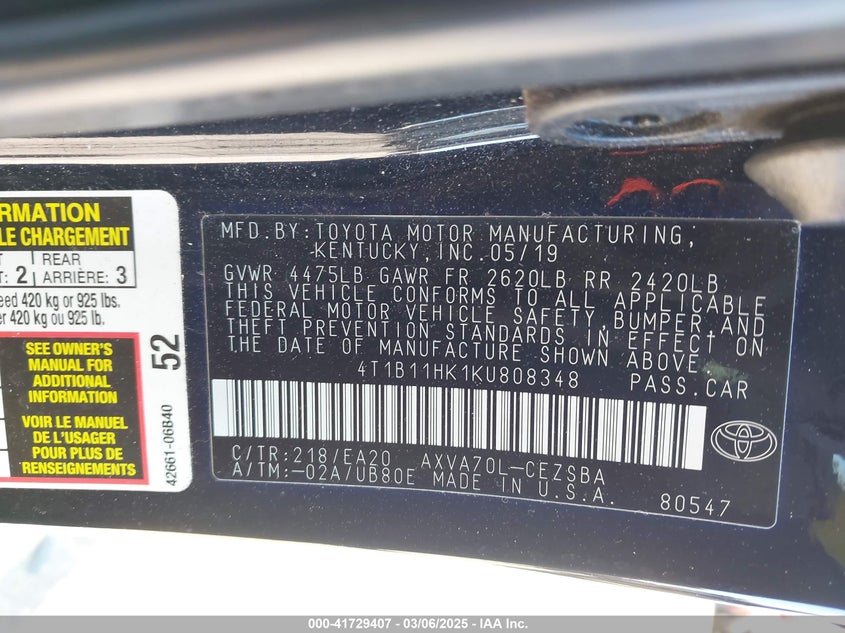 RMATION
LE CHARGEMENT
: 2
REAR
ARRIÈRE: 3
eed 420 kg or 925 lbs.
er 420 kg ou 925 lb.
SEE OWNER'S
MANUAL FOR
ADDITIONAL
INFORMATION
VOIR LE MANUEL
DE L'USAGER
POUR PLUS DE
RENSEIGNEMENTS
52
42661-06B40
MFD.BY:TOYOTA MOTOR MANUFACTURING,
KENTUCKY,INC.05/19
GVWR 4475LB GAWR FR 2620LB RR 2420LB
THIS VEHICLE CONFORMS TO ALL APPLICABLE
FEDERAL MOTOR VEHICLE SAFETY,BUMPER,AND
THEFT PREVENTION STANDARDS IN EFFECT ON
THE DATE OF MANUFACTURE SHOWN ABOVE.
4T1B11HK1KU808348 PASS.CAR
C/TR:218/EA20 AXVA70L-CEZSBA
A/TM:-02A/UB80E MADE IN U.S.A.
80547
000-41729407 - 03/06/2025 - IAA Inc.